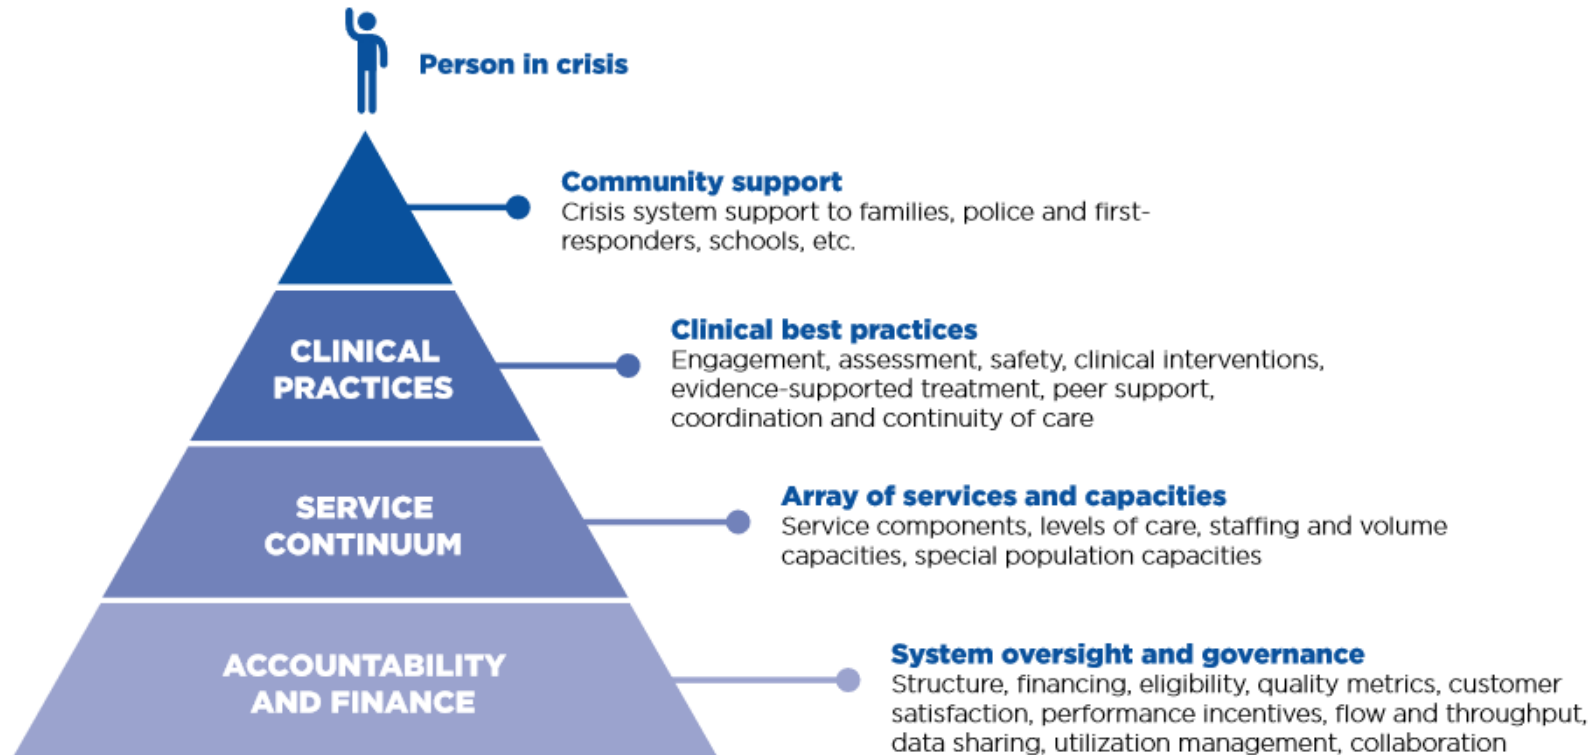 Person in crisis
Community support
Crisis system support to families, police and first-
responders, schools, etc.
CLINICAL
PRACTICES
Clinical best practices
Engagement, assessment, safety, clinical interventions,
evidence-supported treatment, peer support,
coordination and continuity of care
SERVICE
CONTINUUM
Array of services and capacities
Service components, levels of care, staffing and volume
capacities, special population capacities
ACCOUNTABILITY
AND FINANCE
System oversight and governance
Structure, financing, eligibility, quality metrics, customer
satisfaction, performance incentives, flow and throughput,
data sharing, utilization management, collaboration